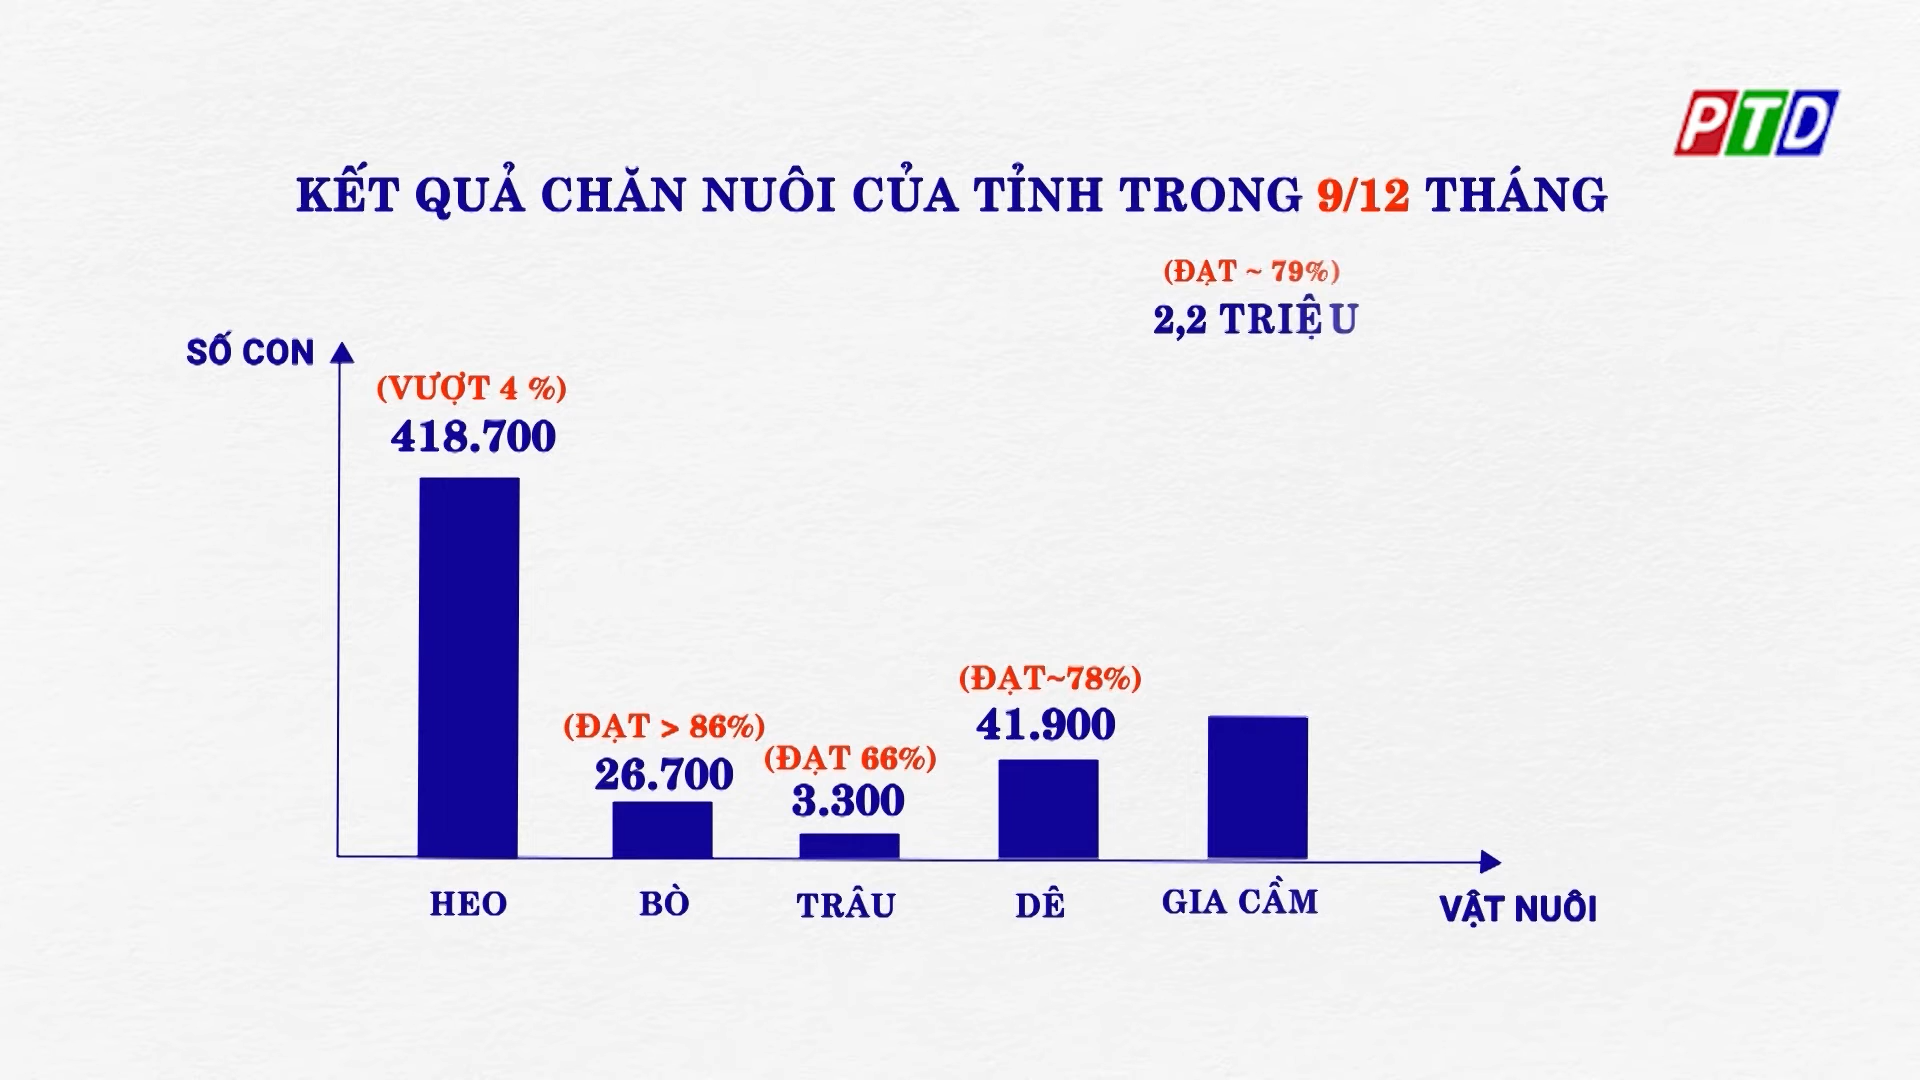 PTD
KẾT QUẢ CHĂN NUÔI CỦA TỈNH TRONG 9/12 THÁNG
(ĐẠT ~ 79%)
2,2 TRIỆU
SỐ CON
(VƯỢT 4 %)
418.700
(ĐẠT > 86%)
26.700
(ĐẠT 66%)
3.300
(ĐẠT~78%)
41.900
HEO
BÒ
TRÂU
DÊ
GIA CẦM
VẬT NUÔI